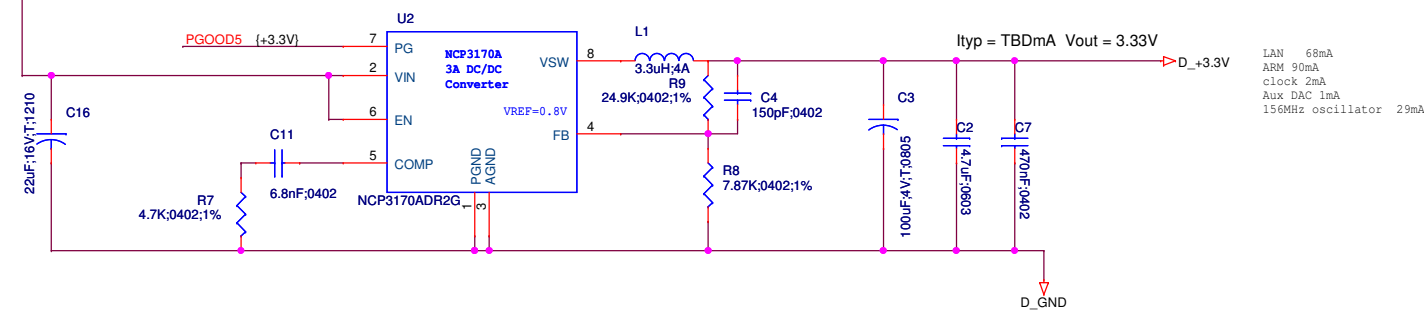 U2
PGOOD5 {+3.3V}
7
PG
NCP3170A
3A DC/DC
Converter
VSW
8
L1
3.3uH;4A
Ityp = TBDmA Vout = 3.33V
D_+3.3V
LAN 68mA
ARM 90mA
clock 2mA
Aux DAC 1mA
156MHz oscillator 29mA
2
VIN
R9
24.9K;0402;1%
C4
150pF;0402
C3
100uF;4V;T;0805
C2
4.7uF;0603
C7
470nF;0402
C16
22uF;16V;T;1210
6
EN
VREF=0.8V
FB
4
C11
6.8nF;0402
5
COMP
PGND
AGND
R8
7.87K;0402;1%
R7
4.7K;0402;1%
NCP3170ADR2G
1
3
D_GND